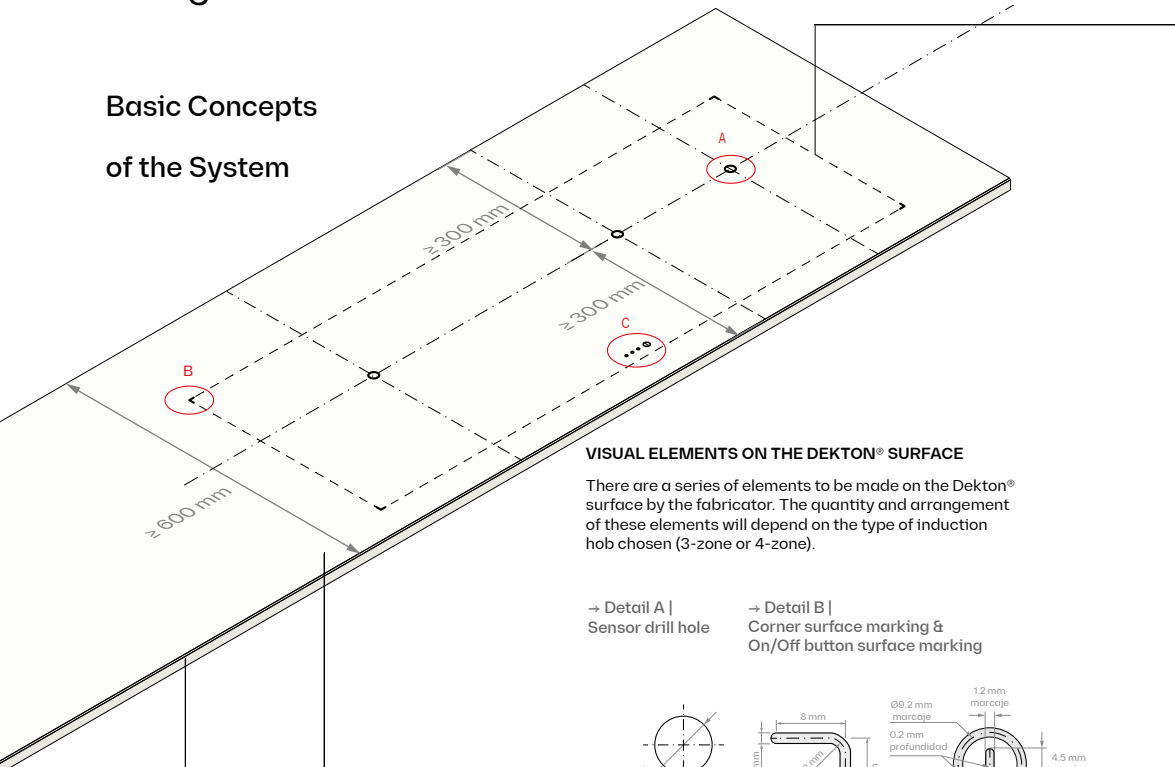 Basic Concepts
of the System
A
≥300 mm
≥300 mm
C
B
≥600 mm
VISUAL ELEMENTS ON THE DEKTON® SURFACE
There are a series of elements to be made on the Dekton®
surface by the fabricator. The quantity and arrangement
of these elements will depend on the type of induction
hob chosen (3-zone or 4-zone).
→ Detail A |
Sensor drill hole
→ Detail B |
Corner surface marking &
On/Off button surface marking
8 mm
mm
mm
Ø9.2 mm
marcaje
0.2 mm
profundidad
1.2 mm
marcaje
4.5 mm